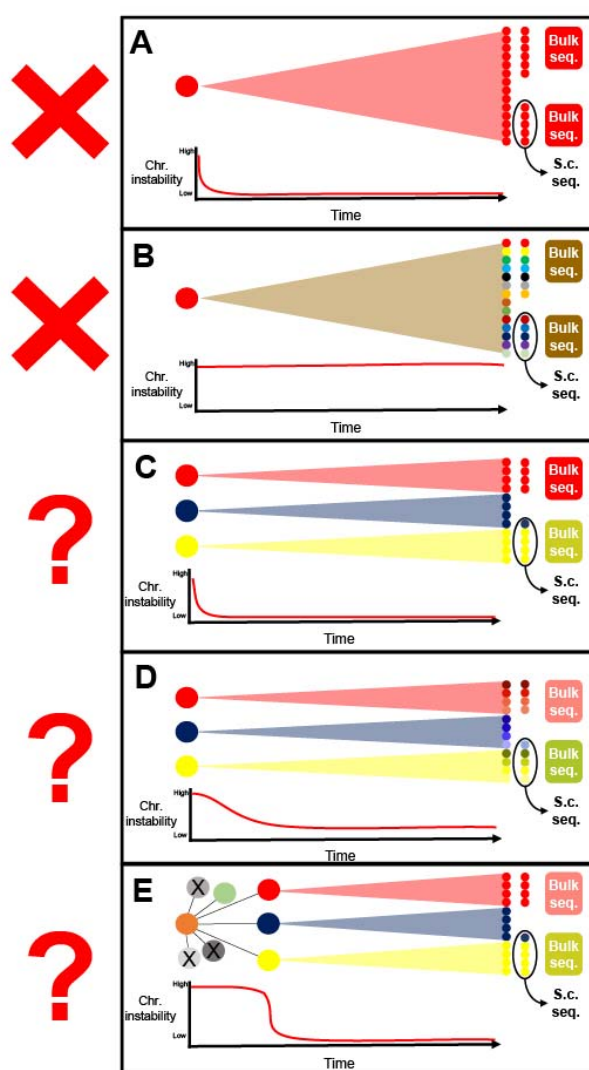 A
Bulk
seq.
High
Chr.
instability
Low
Bulk
seq.
S.c.
seq.
Time
B
Bulk
seq.
High
Chr.
instability
Low
Bulk
seq.
S.c.
seq.
Time
C
Bulk
seq.
High
Chr.
instability
Low
Bulk
seq.
S.c.
seq.
Time
?
D
Bulk
seq.
High
Chr.
instability
Low
Bulk
seq.
S.c.
seq.
Time
?
E
X
X
X
Bulk
seq.
High
Chr.
instability
Low
Bulk
seq.
S.c.
seq.
Time
?